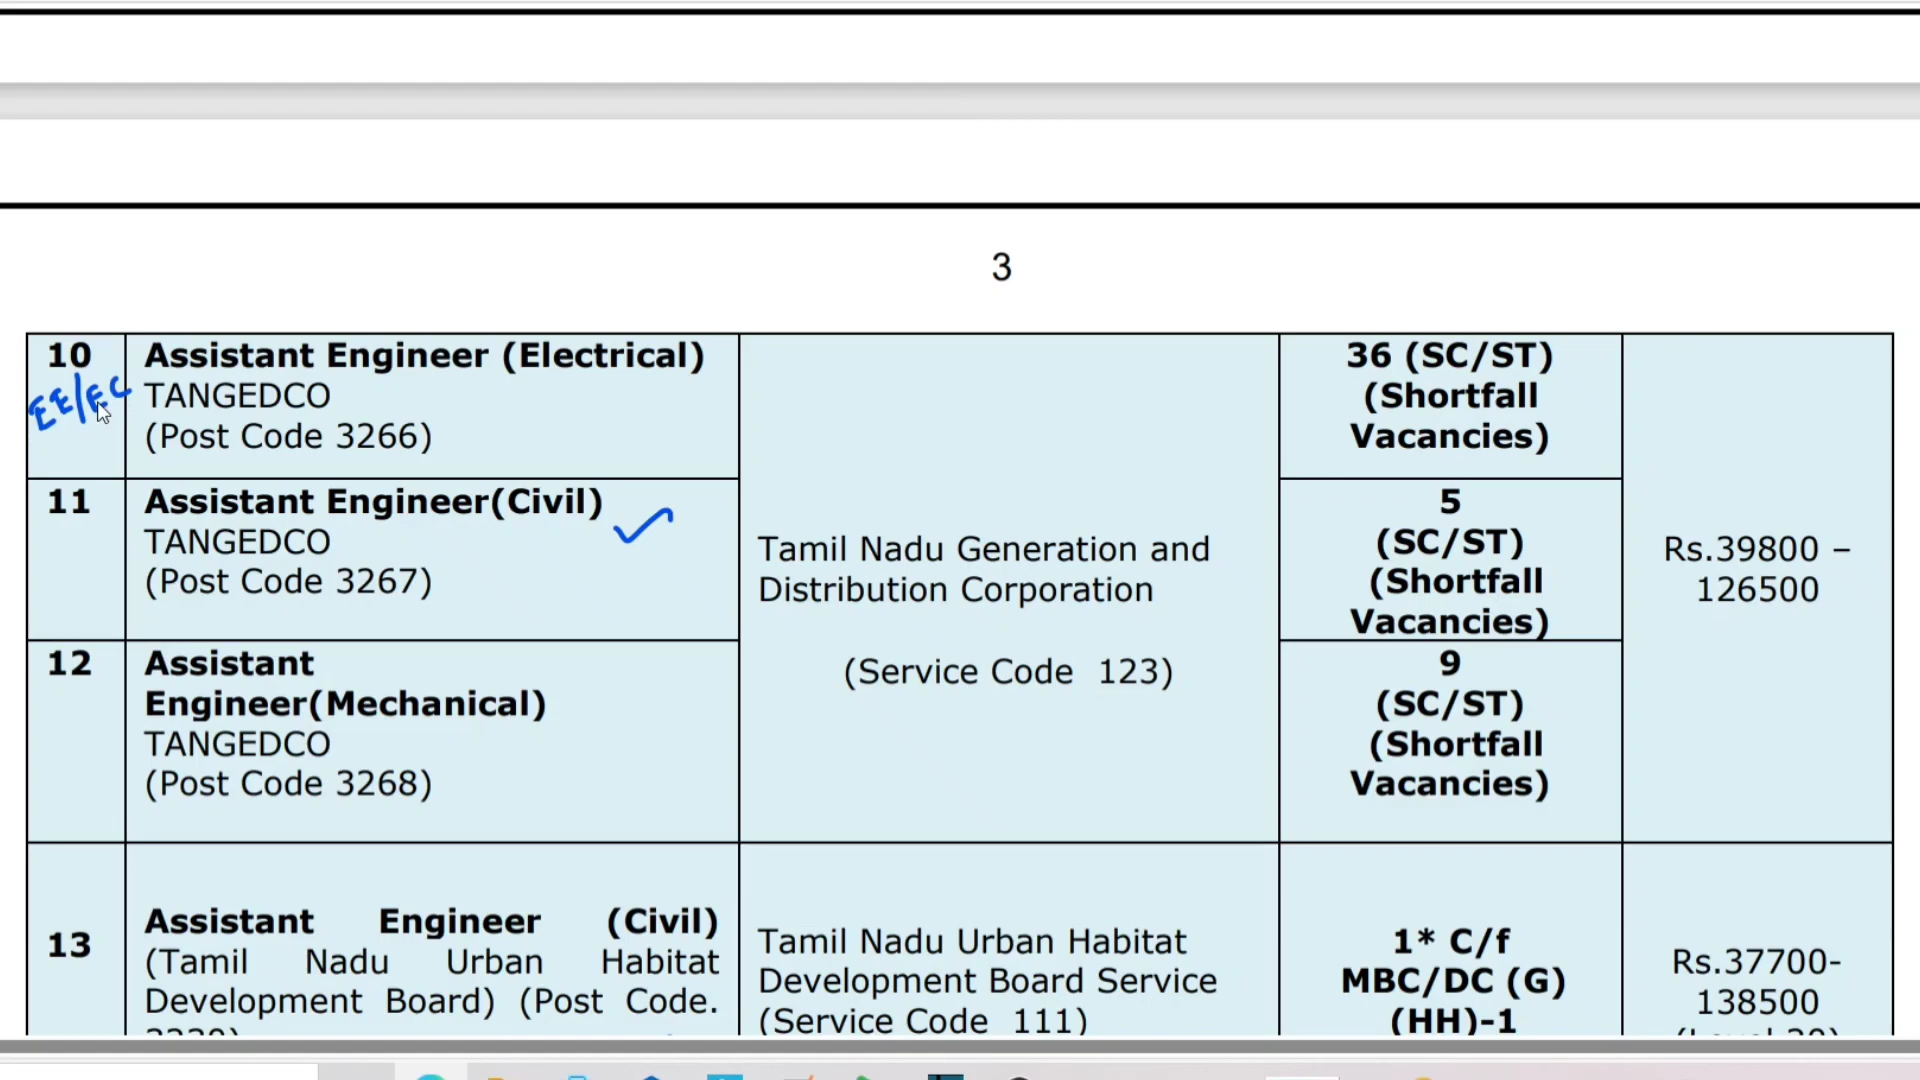 3
10
EE/EC
Assistant Engineer (Electrical)
TANGEDCO
(Post Code 3266)
36 (SC/ST)
(Shortfall
Vacancies)
11
Assistant Engineer(Civil)
TANGEDCO
(Post Code 3267)
Tamil Nadu Generation and
Distribution Corporation
(Service Code 123)
5
(SC/ST)
(Shortfall
Vacancies)
Rs.39800 –
126500
12
Assistant
Engineer(Mechanical)
TANGEDCO
(Post Code 3268)
9
(SC/ST)
(Shortfall
Vacancies)
13
Assistant Engineer (Civil)
(Tamil Nadu Urban Habitat
Development Board) (Post Code.
Tamil Nadu Urban Habitat
Development Board Service
(Service Code 111)
1* C/f
MBC/DC (G)
(HH)-1
Rs.37700-
138500